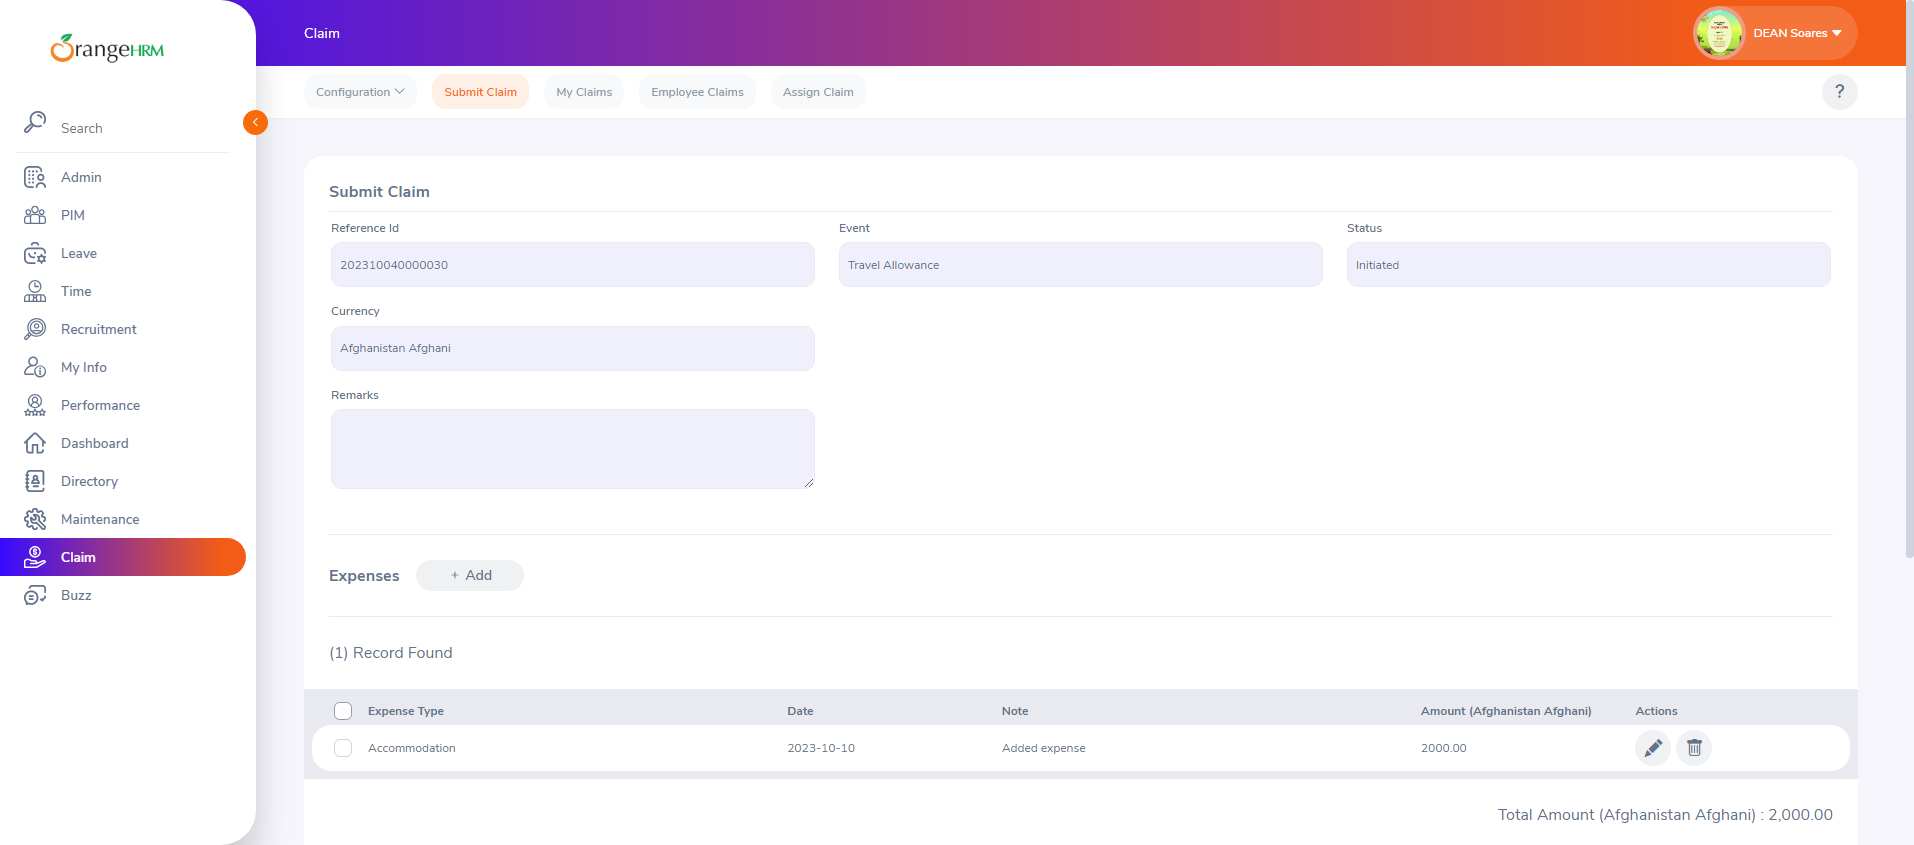 OrangeHRM
Claim
DEAN Soares
Configuration
Submit Claim
My Claims
Employee Claims
Assign Claim
?
Search
Admin
PIM
Leave
Time
Recruitment
My Info
Performance
Dashboard
Directory
Maintenance
Claim
Buzz
Submit Claim
Reference Id
Event
Status
202310040000030
Travel Allowance
Initiated
Currency
Afghanistan Afghani
Remarks
Expenses
+ Add
(1) Record Found
Expense Type Date Note Amount (Afghanistan Afghani) Actions
Accommodation 2023-10-10 Added expense 2000.00
Total Amount (Afghanistan Afghani) : 2,000.00